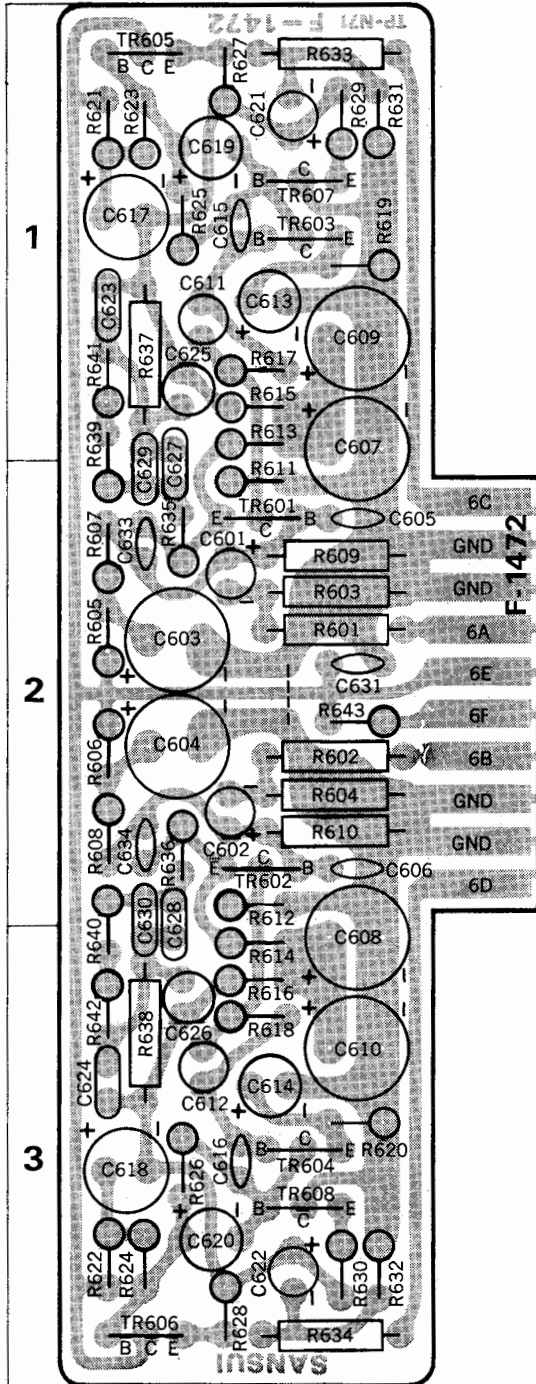 TP-N71 F-1472
TR605
B C E
R627
R633
R621
R623
C621
R629
R631
C619
B C E
TR607
C617
R625
C615
TR603
B C E
R619
1
C623
C611
C613
C609
R637
R641
C625
R617
R615
R613
C607
R639
C629
C627
R611
R607
C633
R635
TR601
E C B
C605
6C
C601
R609
GND
R603
GND
F-1472
R605
C603
R601
6A
C631
6E
2
R643
6F
R606
C604
R602
6B
R604
GND
R608
C634
R636
C602
R610
GND
E C B
TR602
C606
6D
R612
R640
C630
C628
C608
R614
R642
R638
R616
C626
R618
C610
C624
C612
C614
3
C618
R626
C616
B E
TR604
R620
TR608
B C E
R622
R624
C620
C622
R630
R632
R628
TR606
B C E
R634
SANSUI